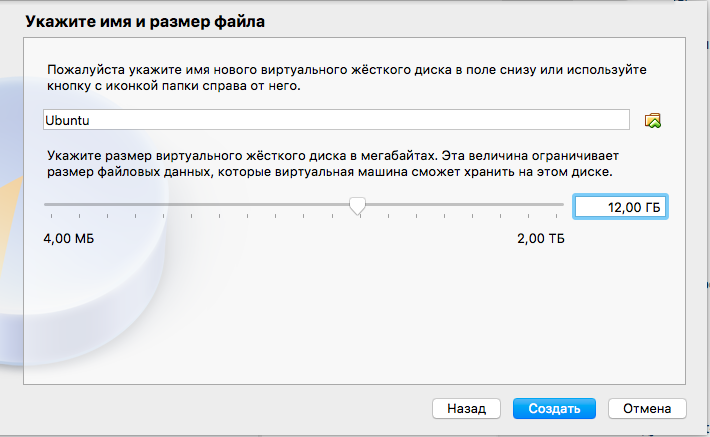 Укажите имя и размер файла
Пожалуйста укажите имя нового виртуального жёсткого диска в поле снизу или используйте
кнопку с иконкой папки справа от него.
Ubuntu
Укажите размер виртуального жёсткого диска в мегабайтах. Эта величина ограничивает
размер файловых данных, которые виртуальная машина сможет хранить на этом диске.
12,00 ГБ
4,00 МБ 2,00 ТБ
Назад Создать Отмена